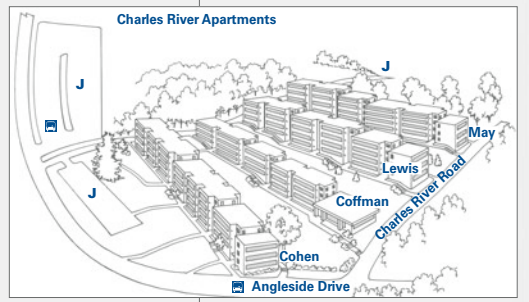 Charles River Apartments
J
J
May
Lewis
Charles River Road
J
Coffman
Cohen
Angleside Drive